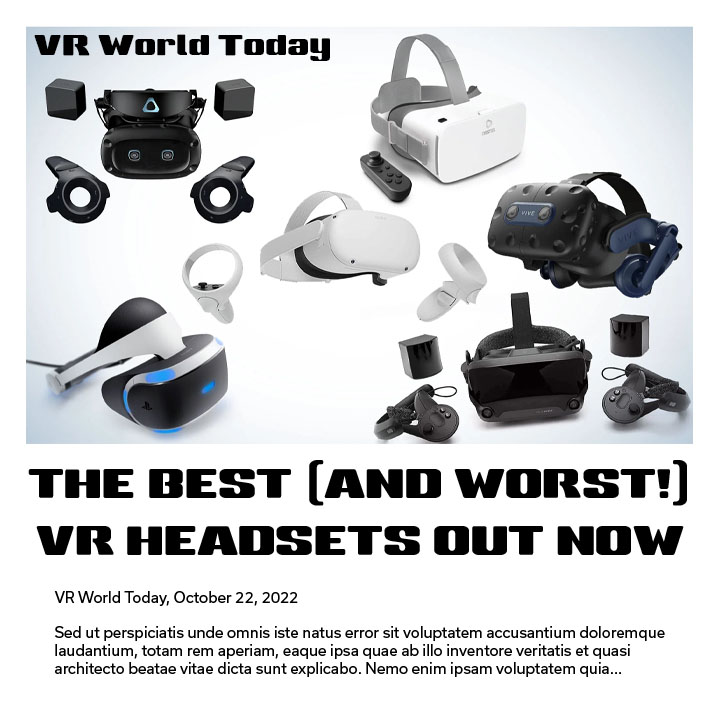 VR World Today
VIVE
VIVE
THE BEST (AND WORST!)
VR HEADSETS OUT NOW
VR World Today, October 22, 2022
Sed ut perspiciatis unde omnis iste natus error sit voluptatem accusantium doloremque
laudantium, totam rem aperiam, eaque ipsa quae ab illo inventore veritatis et quasi
architecto beatae vitae dicta sunt explicabo. Nemo enim ipsam voluptatem quia...